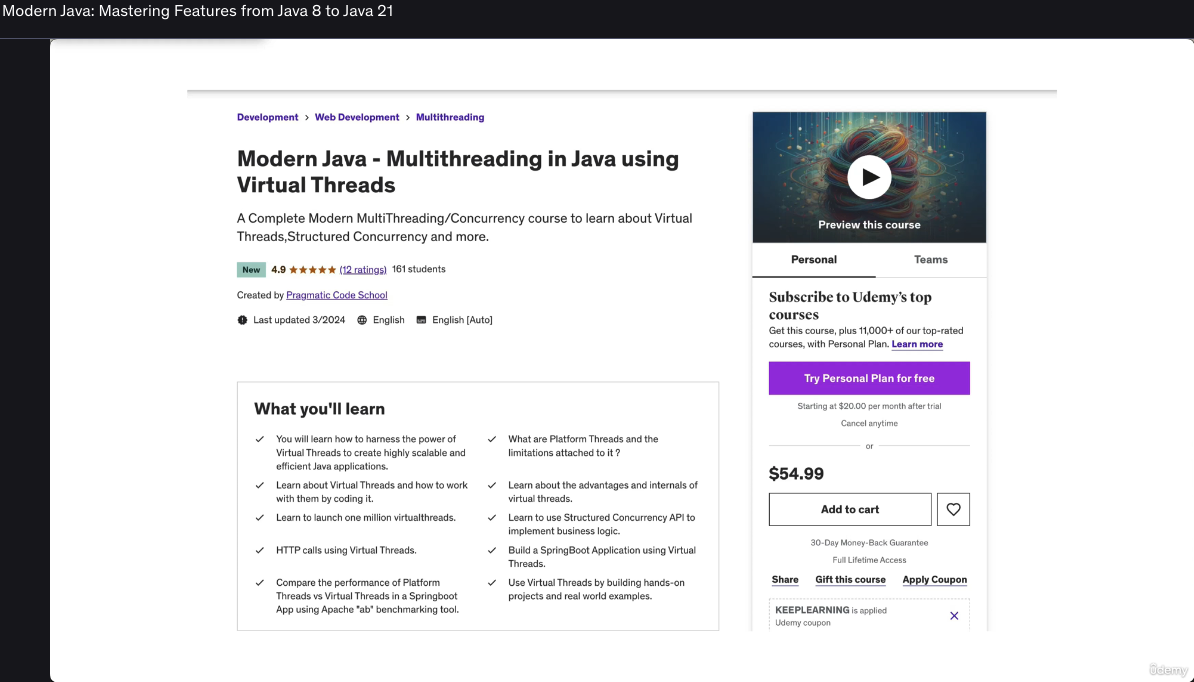 Modern Java: Mastering Features from Java 8 to Java 21
Development > Web Development > Multithreading
Modern Java - Multithreading in Java using
Virtual Threads
A Complete Modern MultiThreading/Concurrency course to learn about Virtual
Threads,Structured Concurrency and more.
New 4.9 (12 ratings) 161 students
Created by Pragmatic Code School
Last updated 3/2024 English English [Auto]
What you'll learn
You will learn how to harness the power of
Virtual Threads to create highly scalable and
efficient Java applications.
What are Platform Threads and the
limitations attached to it ?
Learn about Virtual Threads and how to work
with them by coding it.
Learn about the advantages and internals of
virtual threads.
Learn to launch one million virtualthreads.
Learn to use Structured Concurrency API to
implement business logic.
HTTP calls using Virtual Threads.
Build a SpringBoot Application using Virtual
Threads.
Compare the performance of Platform
Threads vs Virtual Threads in a Springboot
App using Apache "ab" benchmarking tool.
Use Virtual Threads by building hands-on
projects and real world examples.
Preview this course
Personal Teams
Subscribe to Udemy's top
courses
Get this course, plus 11,000+ of our top-rated
courses, with Personal Plan. Learn more
Try Personal Plan for free
Starting at $20.00 per month after trial
Cancel anytime
or
$54.99
Add to cart
30-Day Money-Back Guarantee
Full Lifetime Access
Share Gift this course Apply Coupon
KEEPLEARNING is applied
Udemy coupon
ûdemy